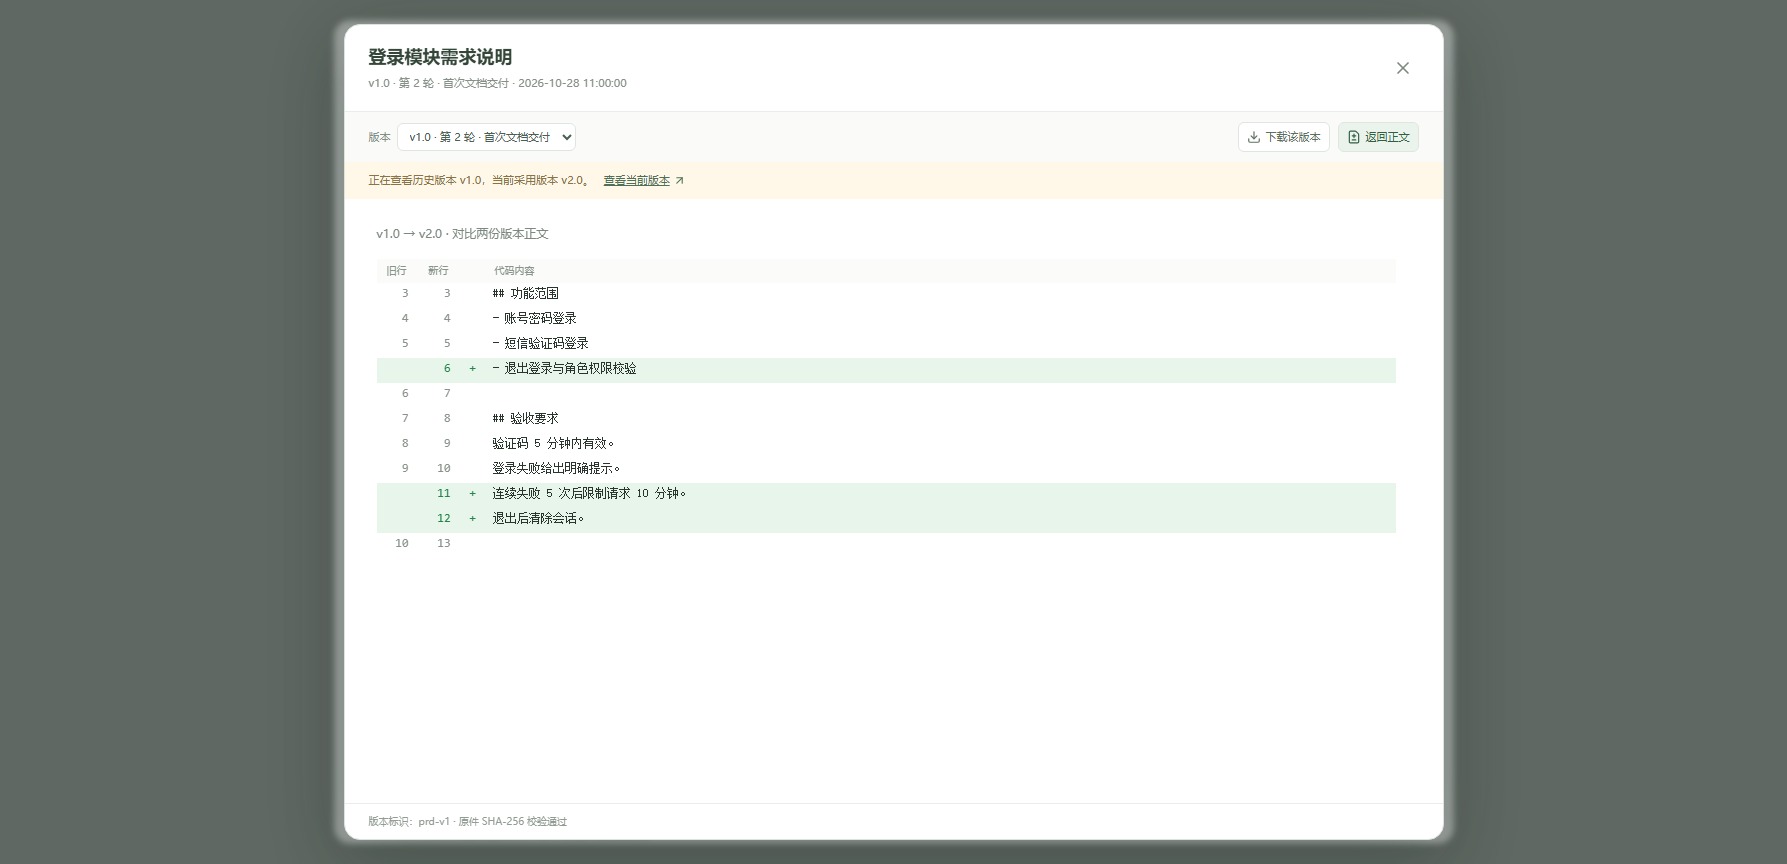 登录模块需求说明
v1.0 · 第 2 轮 · 首次文档交付 · 2026-10-28 11:00:00
版本 v1.0 · 第 2 轮 · 首次文档交付 下载该版本 返回正文
正在查看历史版本 v1.0，当前采用版本 v2.0。 查看当前版本 ↗
v1.0 → v2.0 · 对比两份版本正文
旧行 新行 代码内容
3 3 ## 功能范围
4 4 - 账号密码登录
5 5 - 短信验证码登录
6 + - 退出登录与角色权限校验
6 7
7 8 ## 验收要求
8 9 验证码 5 分钟内有效。
9 10 登录失败给出明确提示。
11 + 连续失败 5 次后限制请求 10 分钟。
12 + 退出后清除会话。
10 13
版本标识：prd-v1 · 原件 SHA-256 校验通过